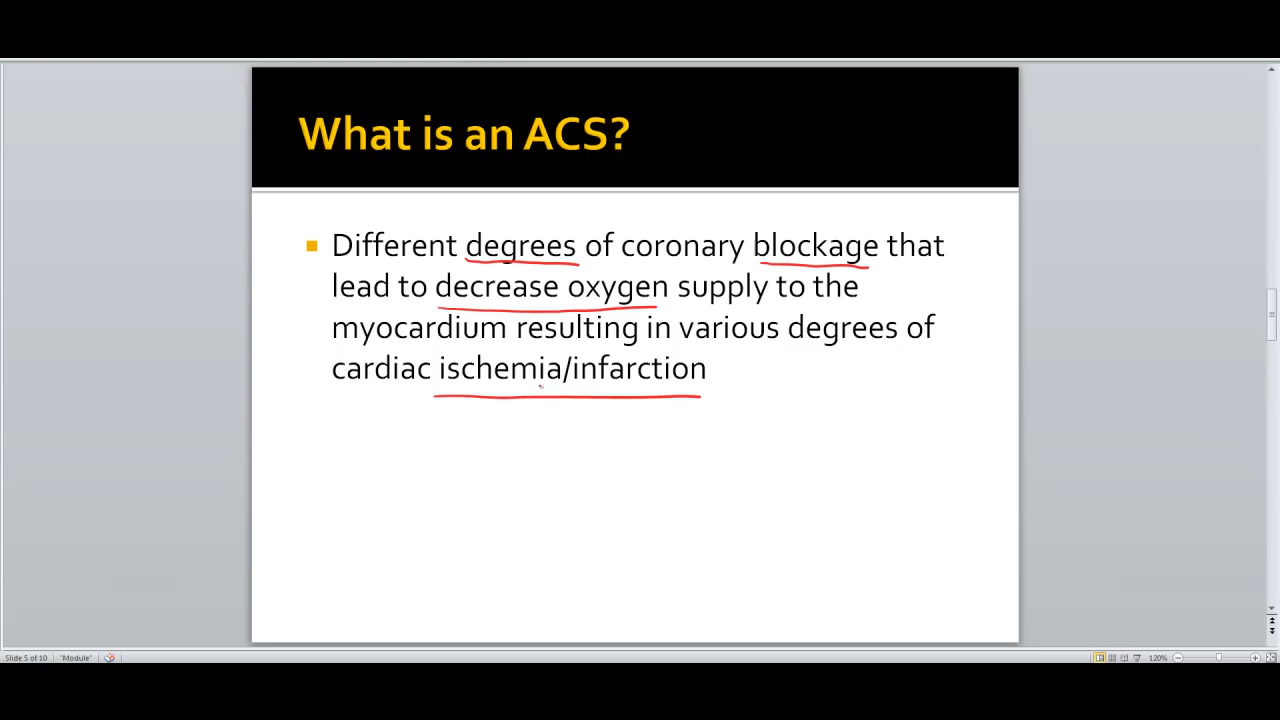 What is an ACS?
Different degrees of coronary blockage that
lead to decrease oxygen supply to the
myocardium resulting in various degrees of
cardiac ischemia/infarction
Slide 5 of 10 "Module" 120%